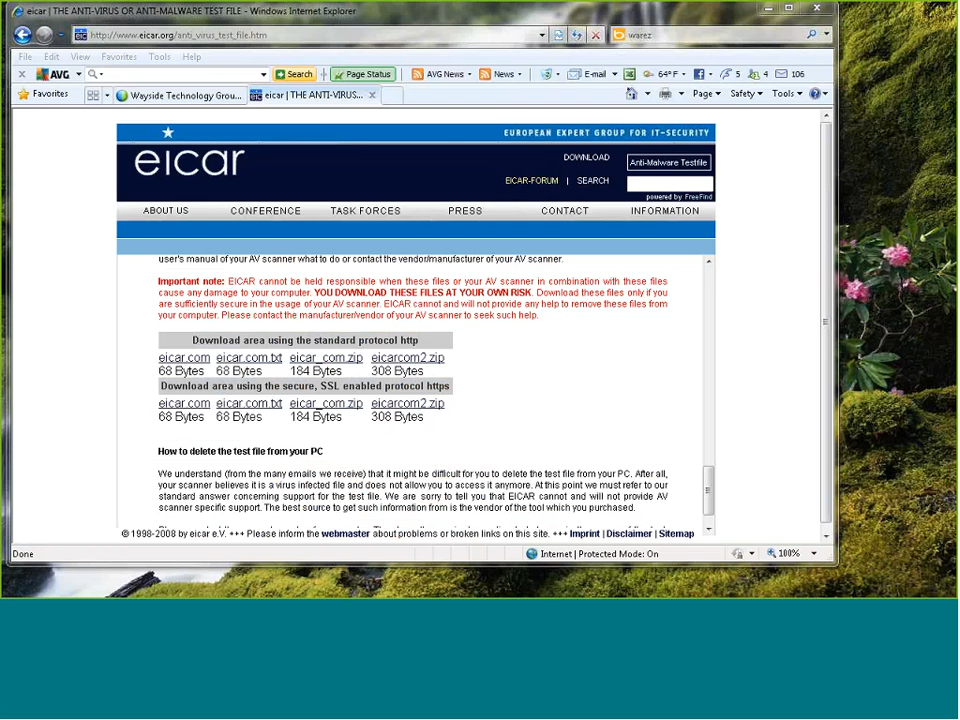 eicar | THE ANTI-VIRUS OR ANTI-MALWARE TEST FILE - Windows Internet Explorer
http://www.eicar.org/anti_virus_test_file.htm warez
File Edit View Favorites Tools Help
AVG Search Page Status AVG News News E-mail 64°F 5 4 106
Favorites Wayside Technology Grou... eicar | THE ANTI-VIRUS... Page Safety Tools
EUROPEAN EXPERT GROUP FOR IT-SECURITY
eicar
DOWNLOAD Anti-Malware Testfile
EICAR-FORUM | SEARCH
powered by FreeFind
ABOUT US CONFERENCE TASK FORCES PRESS CONTACT INFORMATION
user's manual of your AV scanner what to do or contact the vendor/manufacturer of your AV scanner.
Important note: EICAR cannot be held responsible when these files or your AV scanner in combination with these files
cause any damage to your computer. YOU DOWNLOAD THESE FILES AT YOUR OWN RISK. Download these files only if you
are sufficiently secure in the usage of your AV scanner. EICAR cannot and will not provide any help to remove these files from
your computer. Please contact the manufacturer/vendor of your AV scanner to seek such help.
Download area using the standard protocol http
eicar.com eicar.com.txt eicar_com.zip eicarcom2.zip
68 Bytes 68 Bytes 184 Bytes 308 Bytes
Download area using the secure, SSL enabled protocol https
eicar.com eicar.com.txt eicar_com.zip eicarcom2.zip
68 Bytes 68 Bytes 184 Bytes 308 Bytes
How to delete the test file from your PC
We understand (from the many emails we receive) that it might be difficult for you to delete the test file from your PC. After all,
your scanner believes it is a virus infected file and does not allow you to access it anymore. At this point we must refer to our
standard answer concerning support for the test file. We are sorry to tell you that EICAR cannot and will not provide AV
scanner specific support. The best source to get such information from is the vendor of the tool which you purchased.
© 1998-2008 by eicar e.V. +++ Please inform the webmaster about problems or broken links on this site. +++ Imprint | Disclaimer | Sitemap
Done Internet | Protected Mode: On 100%